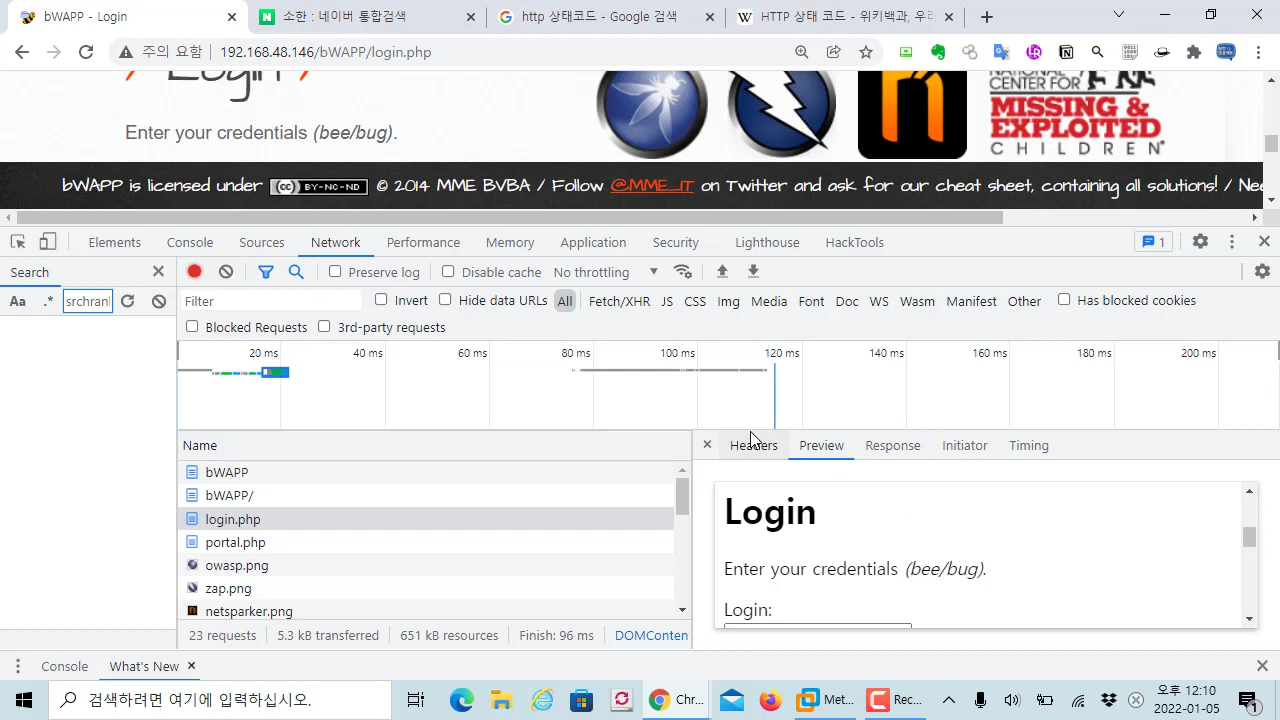 bWAPP - Login
소한 : 네이버 통합검색
http 상태코드 - Google 검색
HTTP 상태 코드 - 위키백과, 우리
주의 요함
192.168.48.146/bWAPP/login.php
/ Login /
Enter your credentials (bee/bug).
NATIONAL
CENTER FOR
MISSING &
EXPLOITED
CHILDREN
bWAPP is licensed under BY-NC-ND © 2014 MME BVBA / Follow @MME_IT on Twitter and ask for our cheat sheet, containing all solutions! / Nee
Elements Console Sources Network Performance Memory Application Security Lighthouse HackTools 1
Search
Preserve log Disable cache No throttling
Aa .* srchran
Filter Invert Hide data URLs All Fetch/XHR JS CSS Img Media Font Doc WS Wasm Manifest Other Has blocked cookies
Blocked Requests 3rd-party requests
20 ms 40 ms 60 ms 80 ms 100 ms 120 ms 140 ms 160 ms 180 ms 200 ms
Name
Headers Preview Response Initiator Timing
bWAPP
bWAPP/
login.php
portal.php
owasp.png
zap.png
netsparker.png
Login
Enter your credentials (bee/bug).
Login:
23 requests 5.3 kB transferred 651 kB resources Finish: 96 ms DOMConten
Console What's New
검색하려면 여기에 입력하십시오.
Chr...
Met...
Rec...
오후 12:10
2022-01-05
1